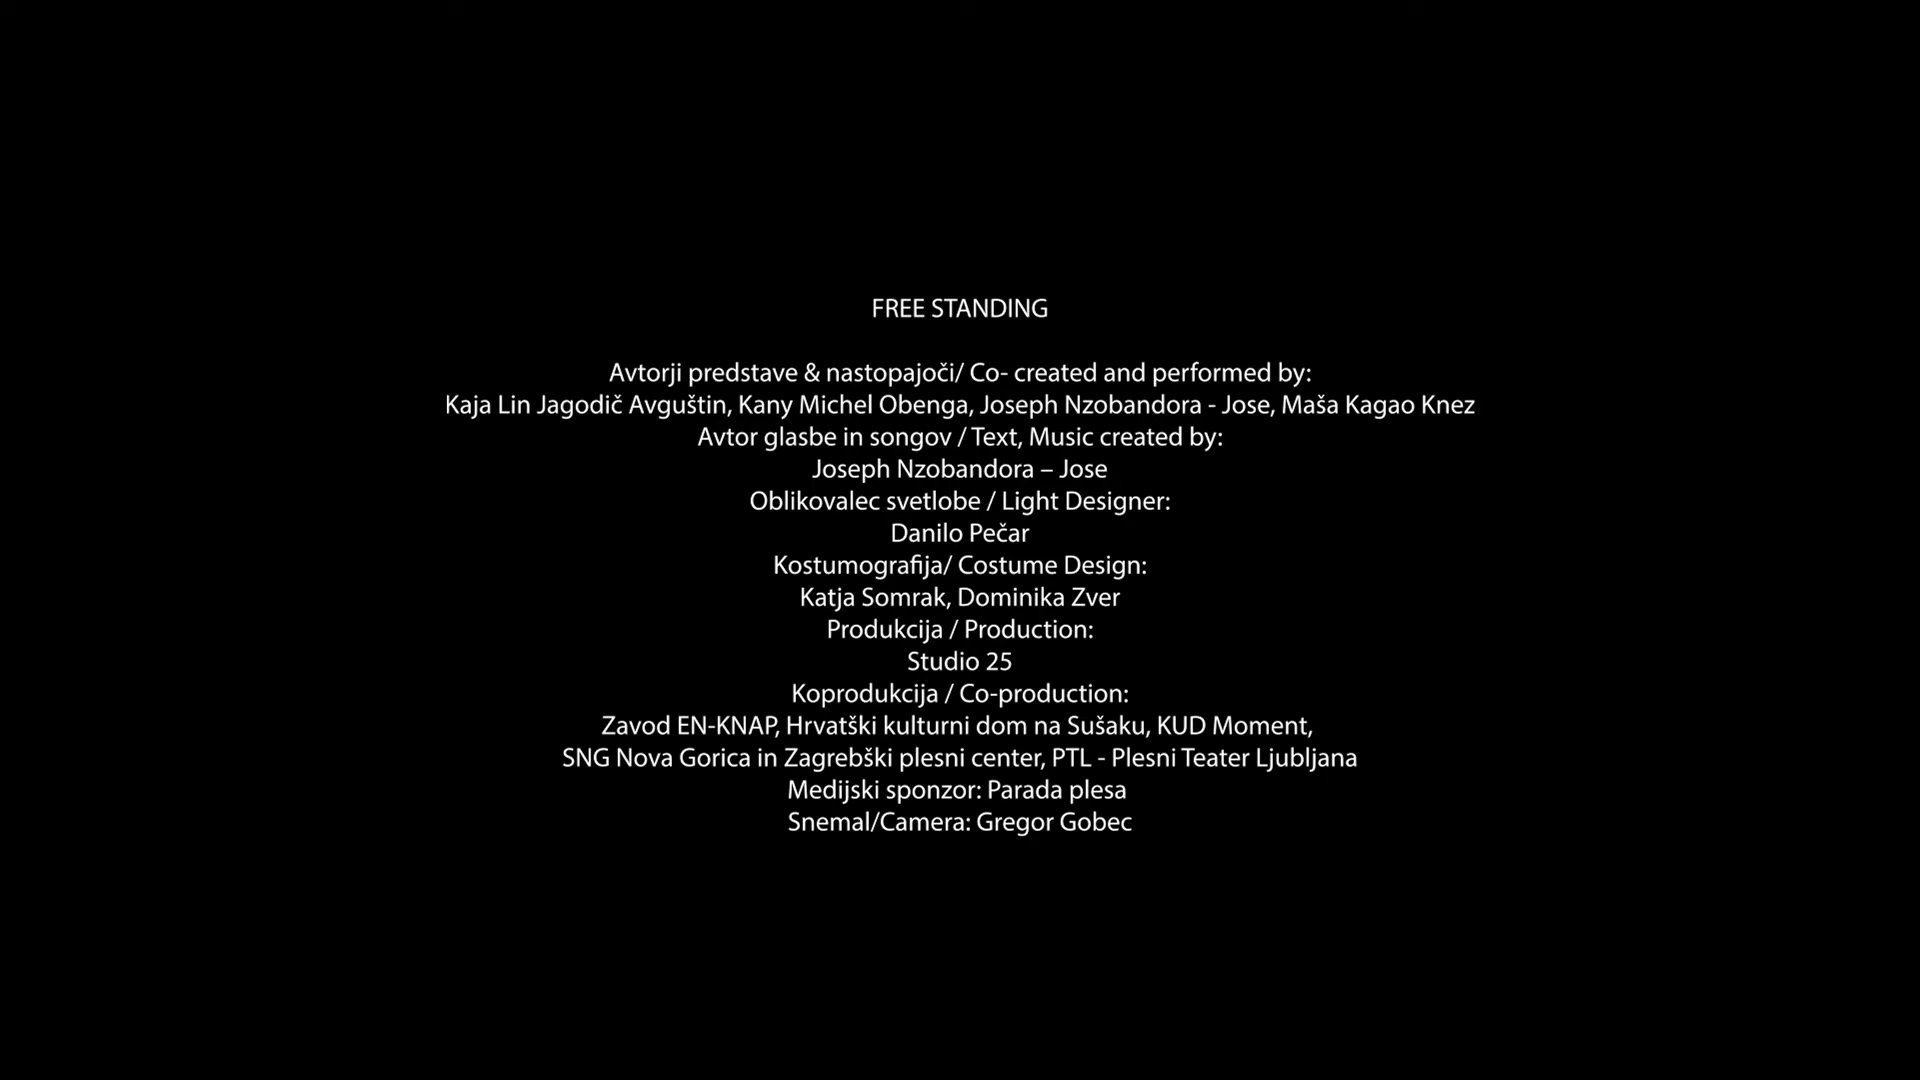 FREE STANDING
Avtorji predstave & nastopajoči/ Co- created and performed by:
Kaja Lin Jagodič Avguštin, Kany Michel Obenga, Joseph Nzobandora - Jose, Maša Kagao Knez
Avtor glasbe in songov / Text, Music created by:
Joseph Nzobandora – Jose
Oblikovalec svetlobe / Light Designer:
Danilo Pečar
Kostumografija/ Costume Design:
Katja Somrak, Dominika Zver
Produkcija / Production:
Studio 25
Koprodukcija / Co-production:
Zavod EN-KNAP, Hrvatški kulturni dom na Sušaku, KUD Moment,
SNG Nova Gorica in Zagrebški plesni center, PTL - Plesni Teater Ljubljana
Medijski sponzor: Parada plesa
Snemal/Camera: Gregor Gobec